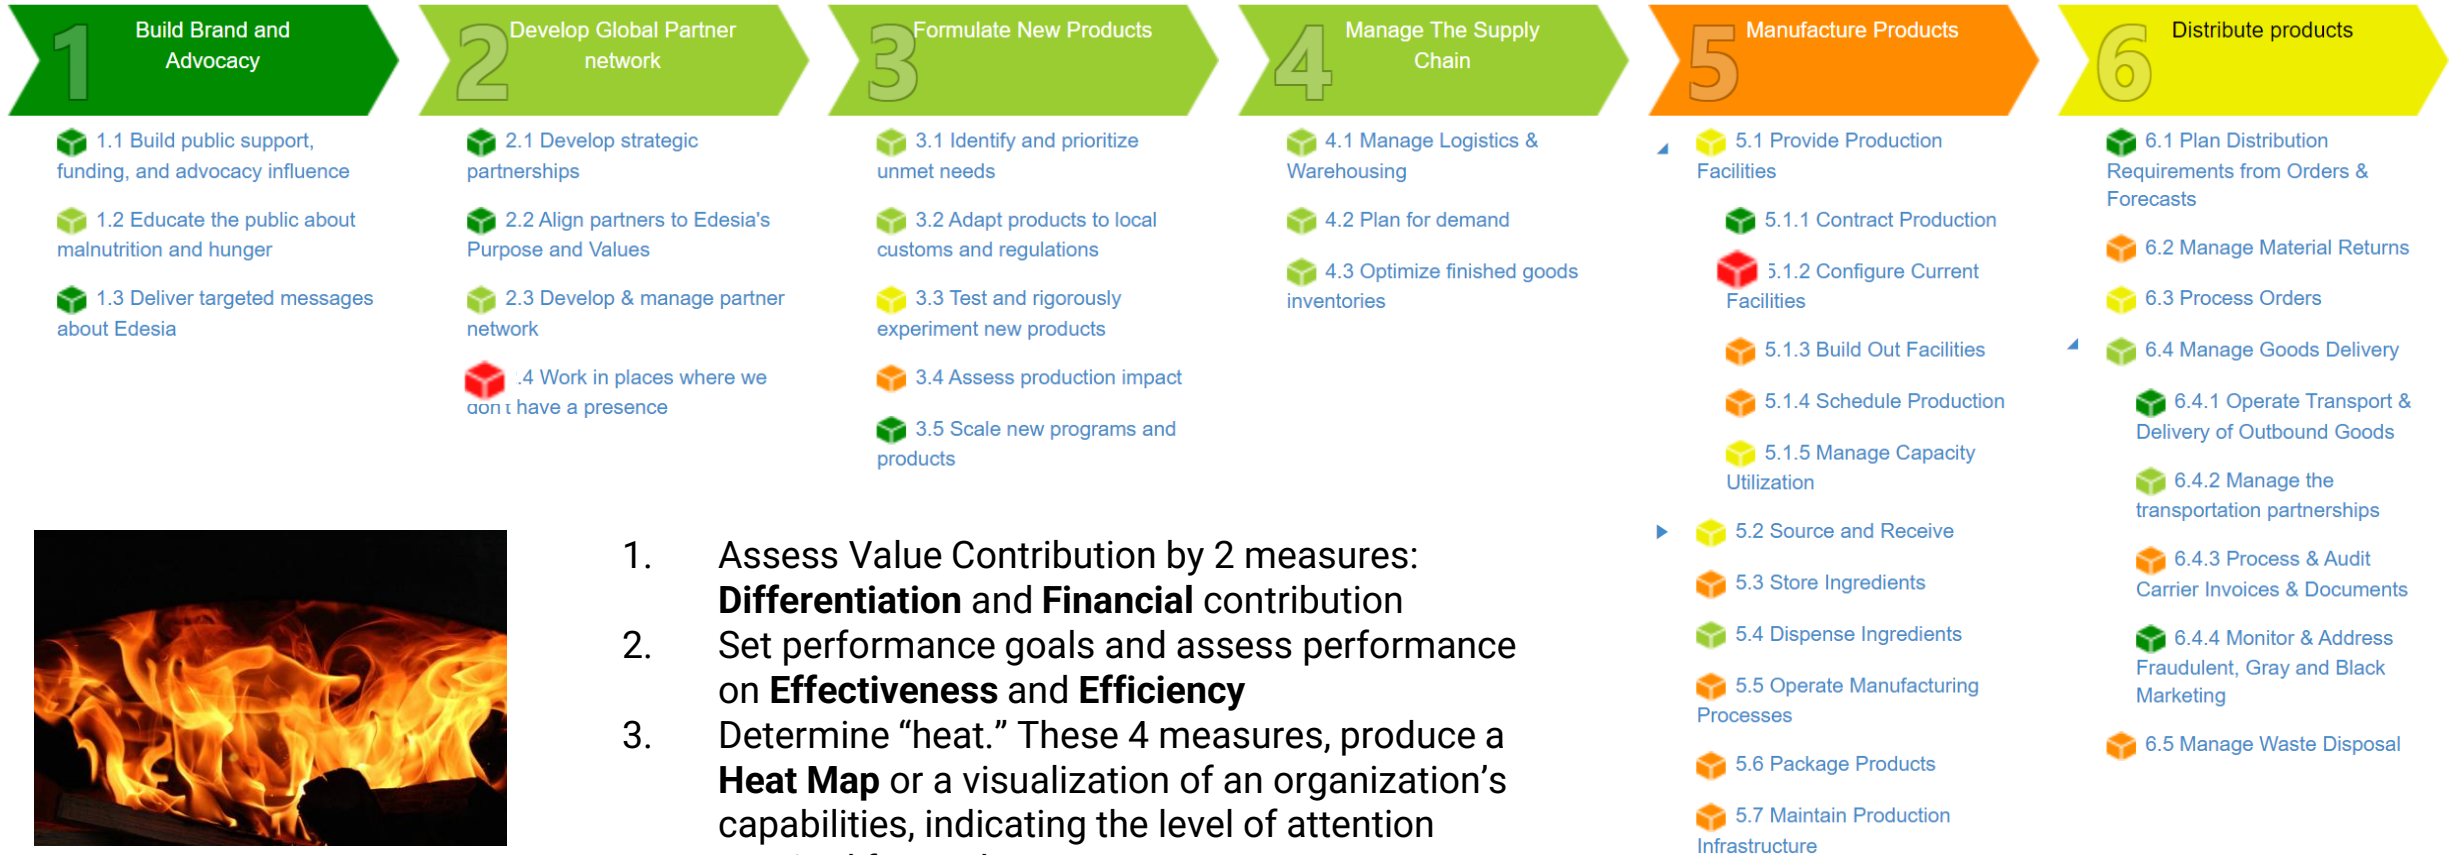 1
Build Brand and
Advocacy
1.1 Build public support,
funding, and advocacy influence
1.2 Educate the public about
malnutrition and hunger
1.3 Deliver targeted messages
about Edesia
2
Develop Global Partner
network
2.1 Develop strategic
partnerships
2.2 Align partners to Edesia's
Purpose and Values
2.3 Develop & manage partner
network
.4 Work in places where we
don't have a presence
3
Formulate New Products
3.1 Identify and prioritize
unmet needs
3.2 Adapt products to local
customs and regulations
3.3 Test and rigorously
experiment new products
3.4 Assess production impact
3.5 Scale new programs and
products
4
Manage The Supply
Chain
4.1 Manage Logistics &
Warehousing
4.2 Plan for demand
4.3 Optimize finished goods
inventories
5
Manufacture Products
5.1 Provide Production
Facilities
5.1.1 Contract Production
5.1.2 Configure Current
Facilities
5.1.3 Build Out Facilities
5.1.4 Schedule Production
5.1.5 Manage Capacity
Utilization
5.2 Source and Receive
5.3 Store Ingredients
5.4 Dispense Ingredients
5.5 Operate Manufacturing
Processes
5.6 Package Products
5.7 Maintain Production
Infrastructure
6
Distribute products
6.1 Plan Distribution
Requirements from Orders &
Forecasts
6.2 Manage Material Returns
6.3 Process Orders
6.4 Manage Goods Delivery
6.4.1 Operate Transport &
Delivery of Outbound Goods
6.4.2 Manage the
transportation partnerships
6.4.3 Process & Audit
Carrier Invoices & Documents
6.4.4 Monitor & Address
Fraudulent, Gray and Black
Marketing
6.5 Manage Waste Disposal
1. Assess Value Contribution by 2 measures:
Differentiation and Financial contribution
2. Set performance goals and assess performance
on Effectiveness and Efficiency
3. Determine “heat.” These 4 measures, produce a
Heat Map or a visualization of an organization’s
capabilities, indicating the level of attention